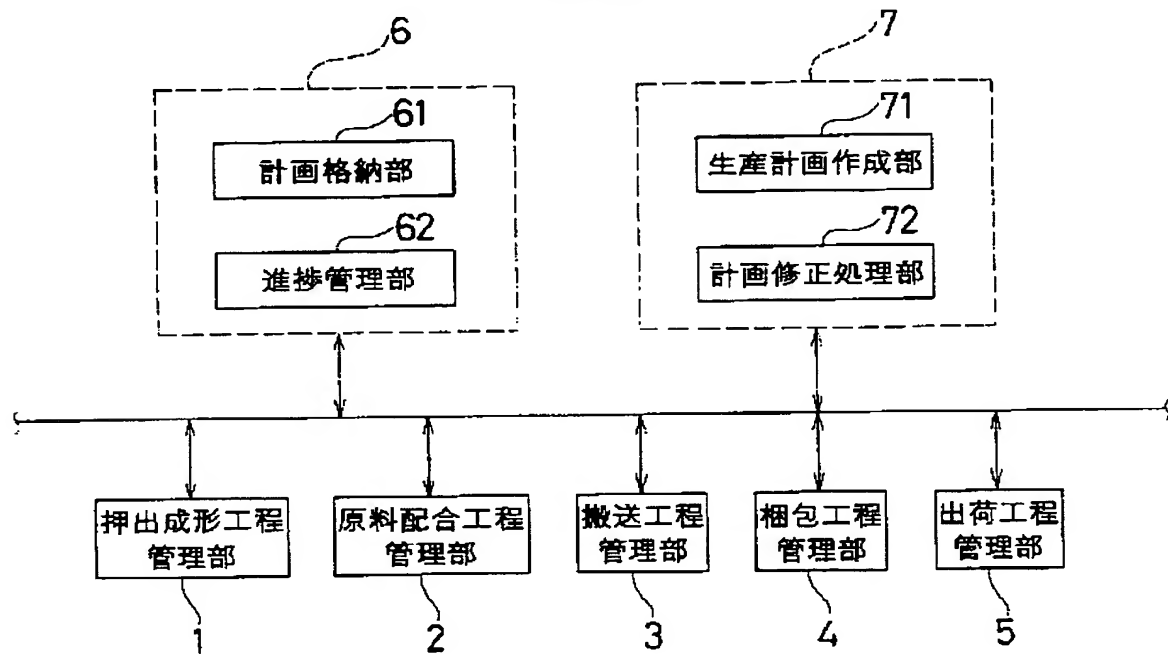 6
7
61
計画格納部
62
進捗管理部
71
生産計画作成部
72
計画修正処理部
押出成形工程
管理部
原料配合工程
管理部
搬送工程
管理部
梱包工程
管理部
出荷工程
管理部
1
2
3
4
5